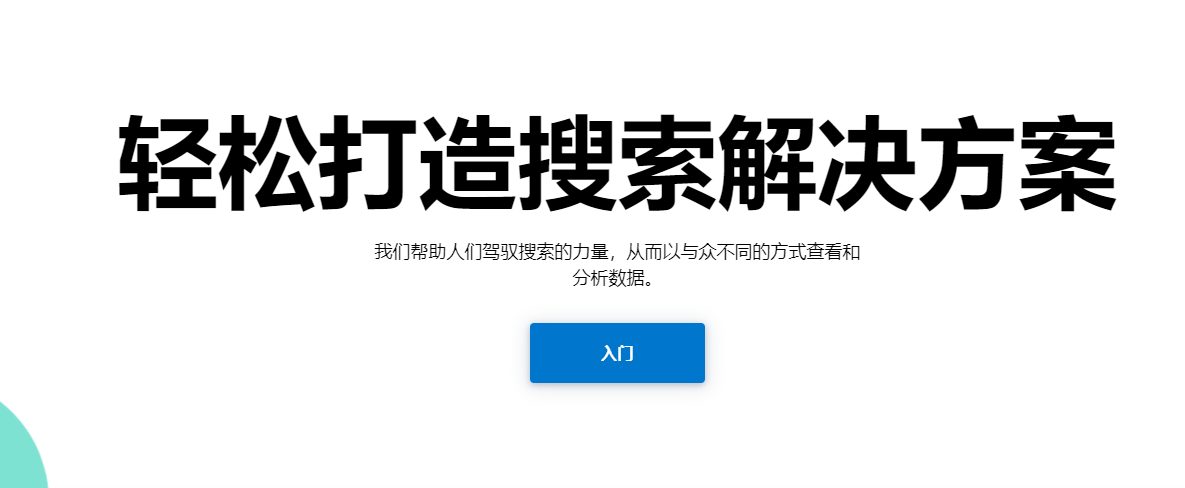 轻松打造搜索解决方案
我们帮助人们驾驭搜索的力量，从而以与众不同的方式查看和
分析数据。
入门